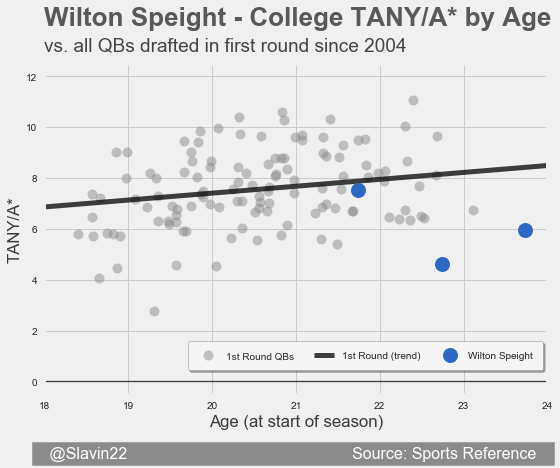 Wilton Speight - College TANY/A* by Age
vs. all QBs drafted in first round since 2004
12
10
8
6
4
2
0
TANY/A*
1st Round QBs
1st Round (trend)
Wilton Speight
18
19
20
21
22
23
24
Age (at start of season)
@Slavin22
Source: Sports Reference